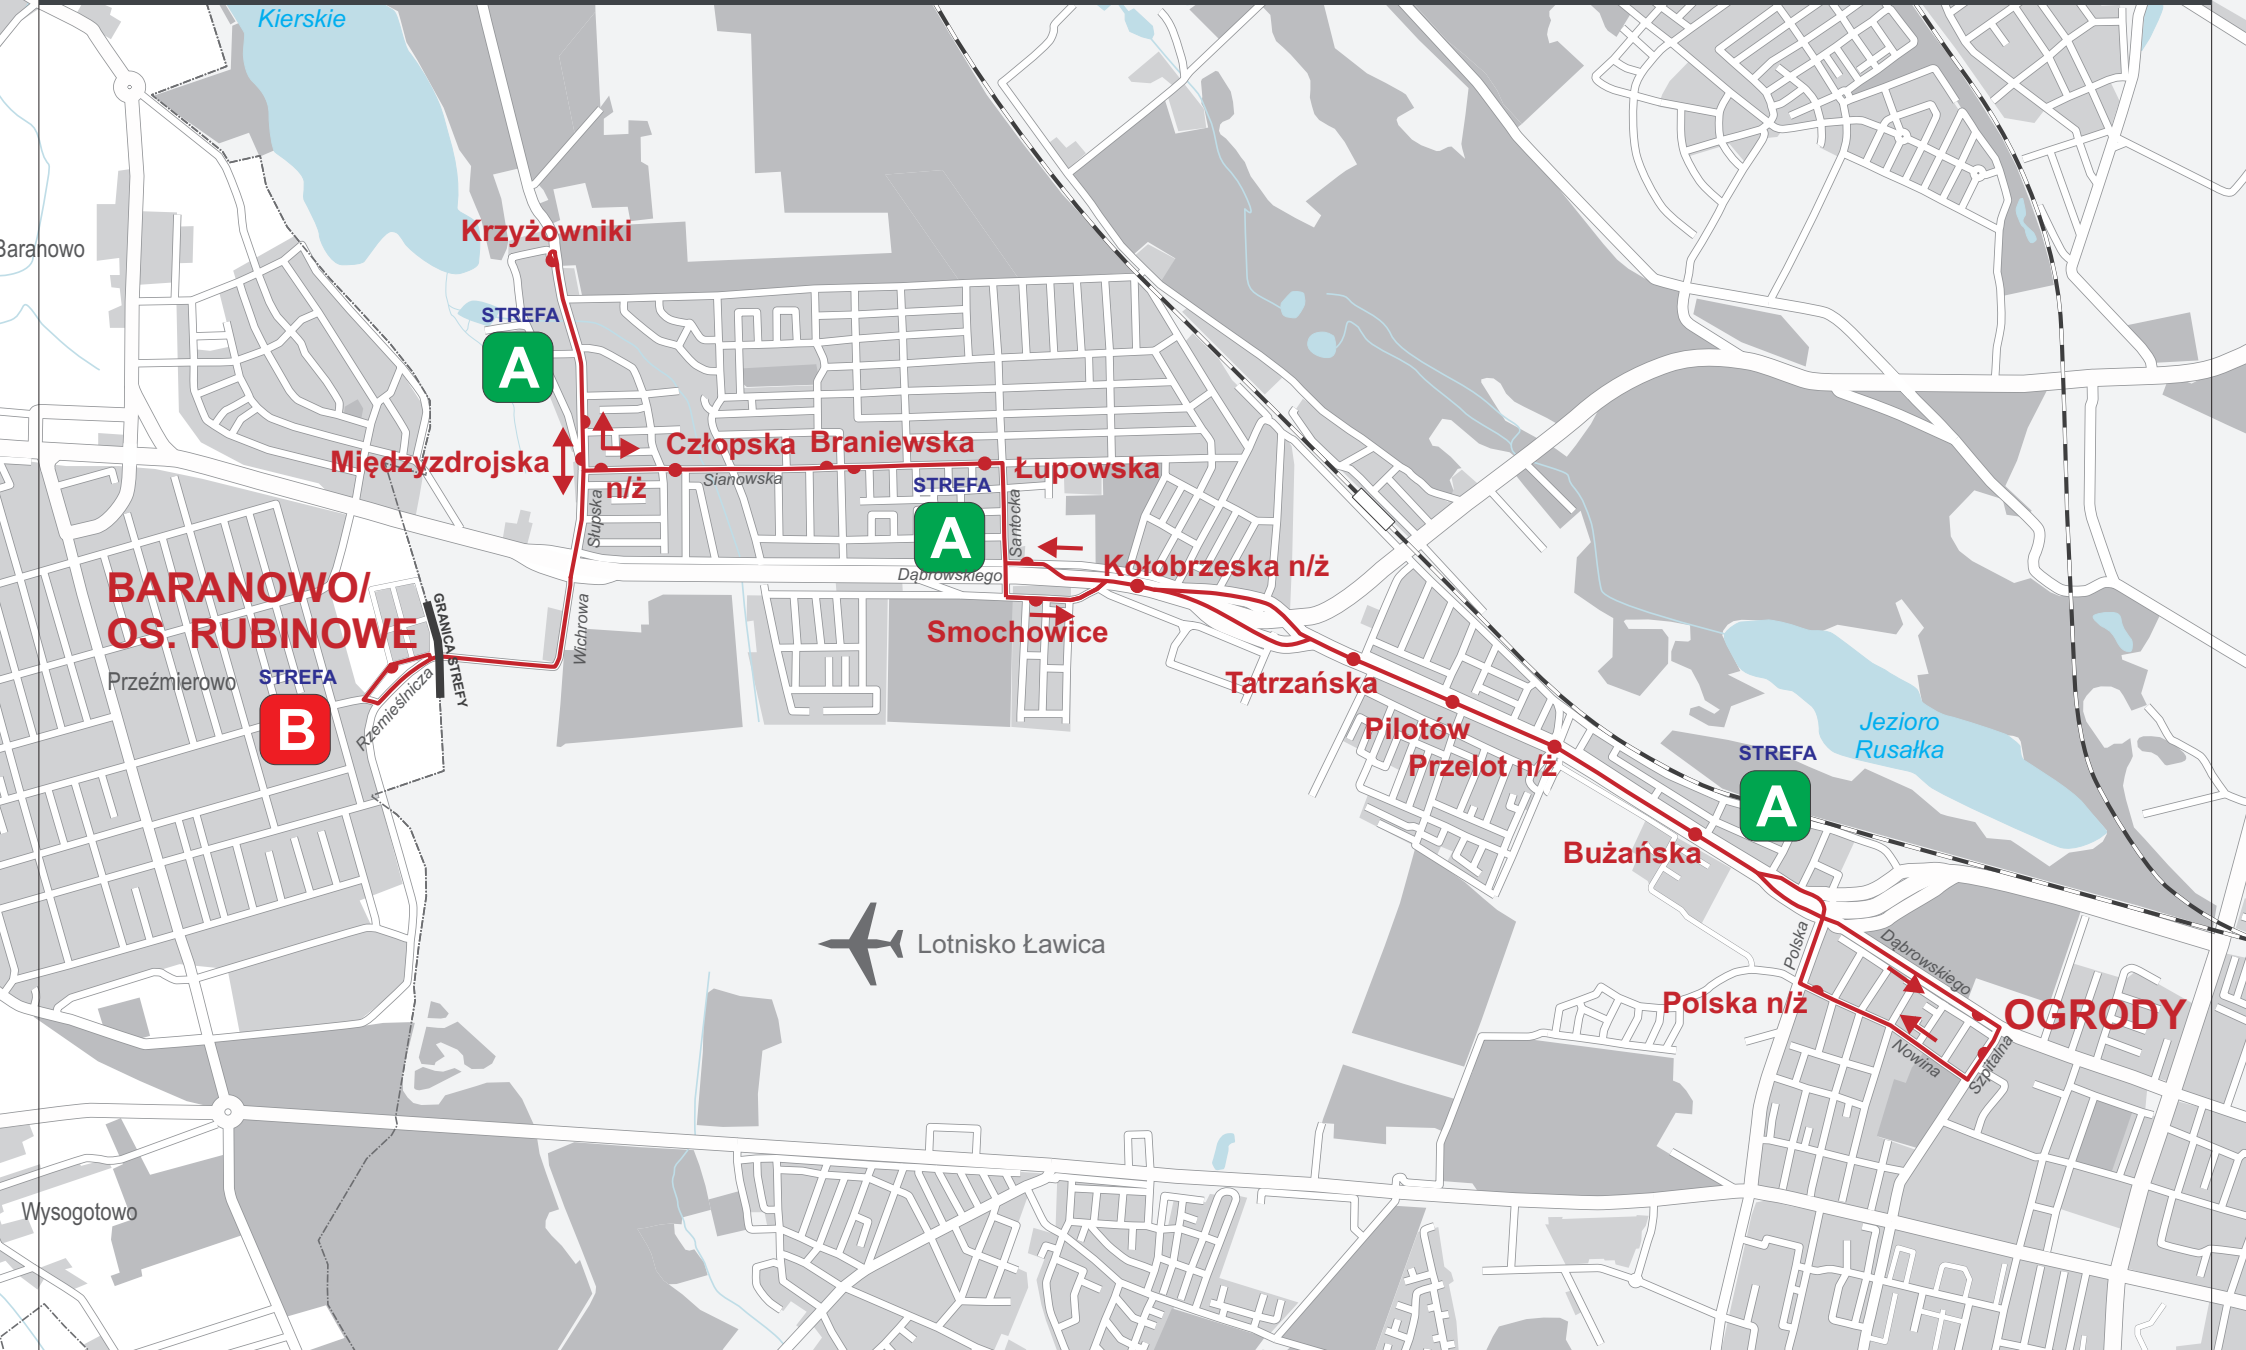 Kierskie
Baranowo
Krzyżowniki
STREFA
A
Międzyzdrojska
n/ż
Człopska
Braniewska
Łupowska
Sianowska
STREFA
A
Słupska
Santocka
Dąbrowskiego
Kołobrzeska n/ż
Smochowice
BARANOWO/
OS. RUBINOWE
GRANICA STREFY
Wichrowa
Przeźmierowo
STREFA
B
Rzemieślnicza
Tatrzańska
Pilotów
Przelot n/ż
Jezioro
Rusałka
STREFA
A
Bużańska
Lotnisko Ławica
Polska
Dąbrowskiego
Polska n/ż
OGRODY
Nowina
Szpitalna
Wysogotowo